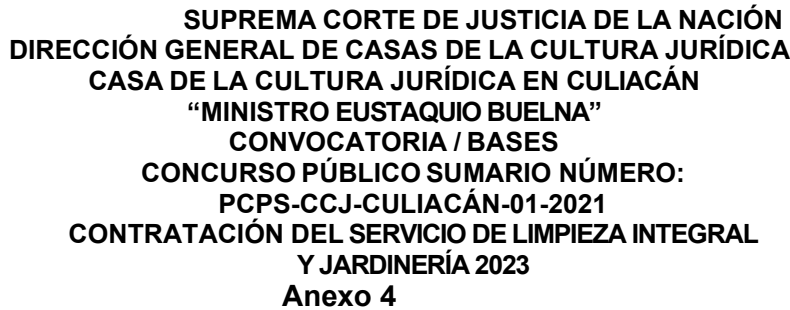 SUPREMA CORTE DE JUSTICIA DE LA NACIÓN
DIRECCIÓN GENERAL DE CASAS DE LA CULTURA JURÍDICA
CASA DE LA CULTURA JURÍDICA EN CULIACÁN
“MINISTRO EUSTAQUIO BUELNA”
CONVOCATORIA / BASES
CONCURSO PÚBLICO SUMARIO NÚMERO:
PCPS-CCJ-CULIACÁN-01-2021
CONTRATACIÓN DEL SERVICIO DE LIMPIEZA INTEGRAL
Y JARDINERÍA 2023
Anexo 4